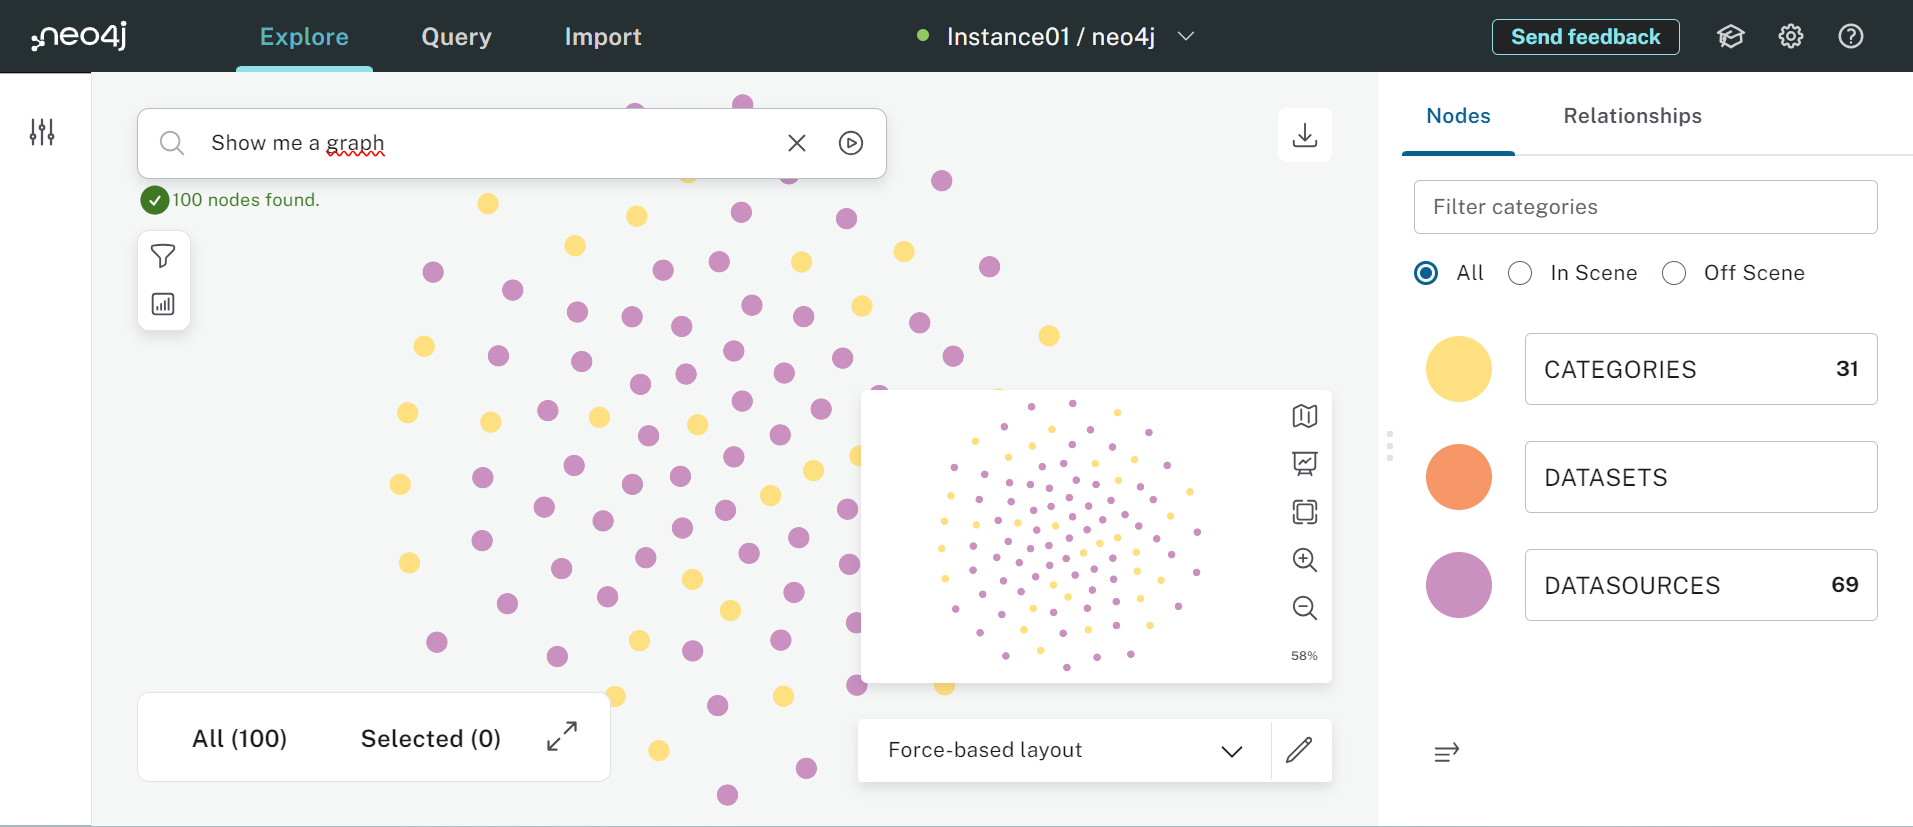 neo4j
Explore
Query
Import
Instance01 / neo4j
Send feedback
Show me a graph
100 nodes found.
All (100)
Selected (0)
58%
Force-based layout
Nodes
Relationships
Filter categories
All
In Scene
Off Scene
CATEGORIES 31
DATASETS
DATASOURCES 69